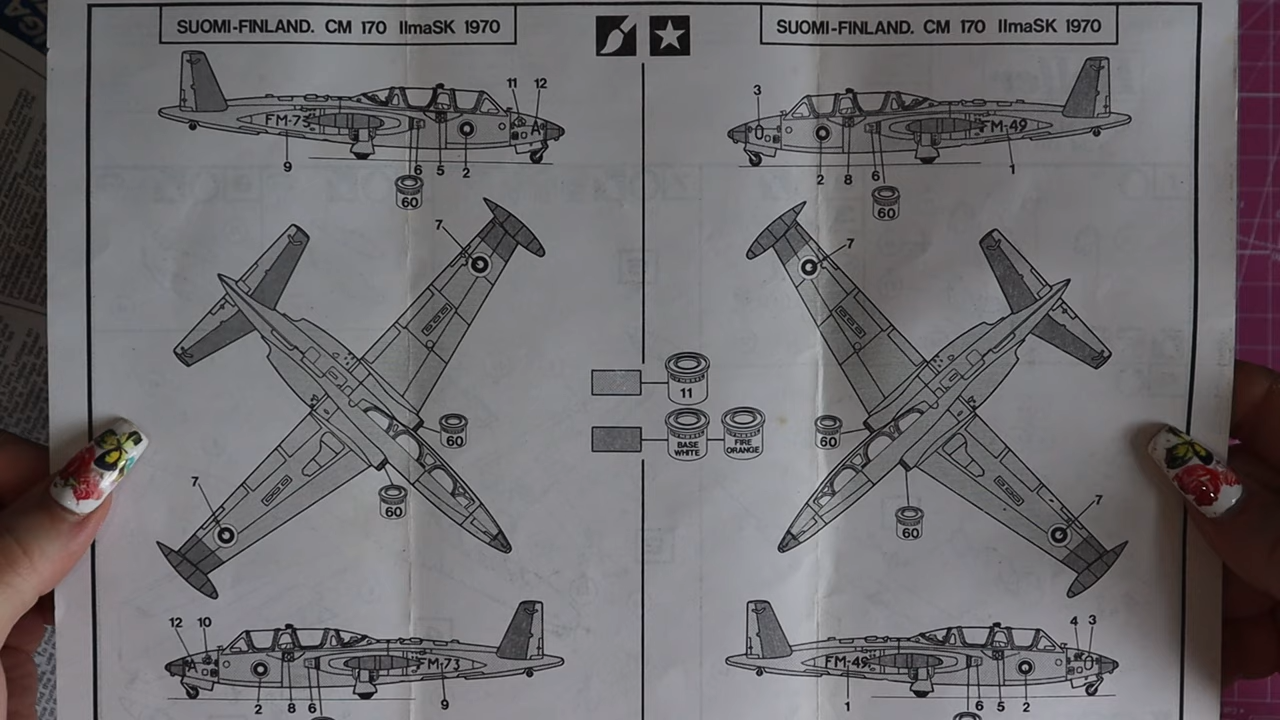 SUOMI-FINLAND. CM 170 IlmaSK 1970
SUOMI-FINLAND. CM 170 IlmaSK 1970
11 12
FM-73
9 6 5 2
60
3
FM-49
2 8 6 1
60
7
7
60
60
7
11
BASE WHITE
FIRE ORANGE
7
60
60
7
12 10
FM-73
2 8 6 9
4 3
FM-49
1 6 5 2